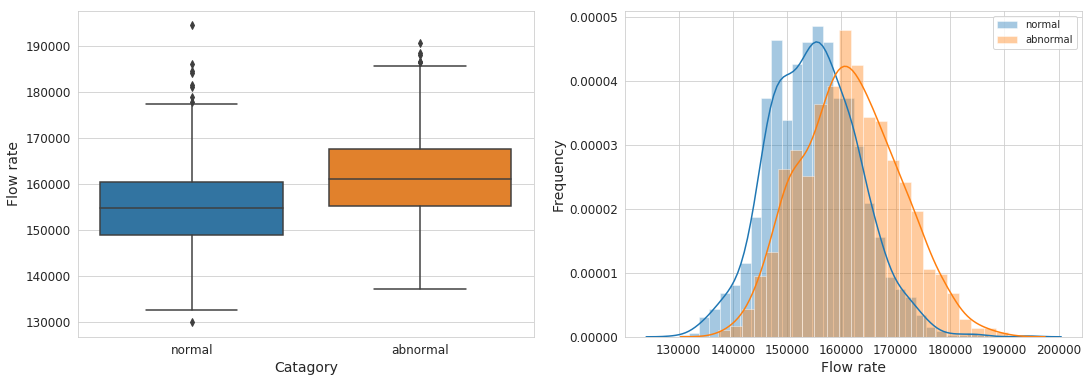 190000
180000
170000
160000
150000
140000
130000
Flow rate
normal
abnormal
Catagory
0.00005
0.00004
0.00003
0.00002
0.00001
0.00000
Frequency
normal
abnormal
130000 140000 150000 160000 170000 180000 190000 200000
Flow rate